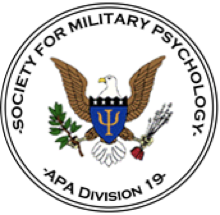 SOCIETY FOR MILITARY PSYCHOLOGY.
-APA DIVISION 19-
Ψ